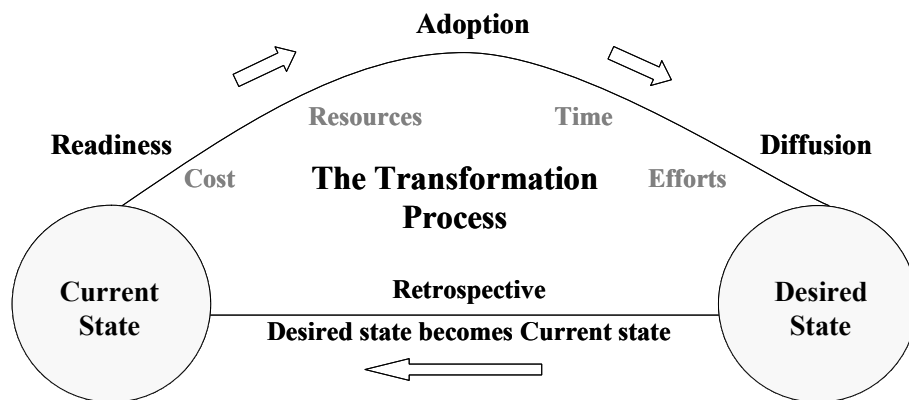 Adoption
Resources
Time
Readiness
Diffusion
Cost
The Transformation
Process
Efforts
Current
State
Retrospective
Desired state becomes Current state
Desired
State